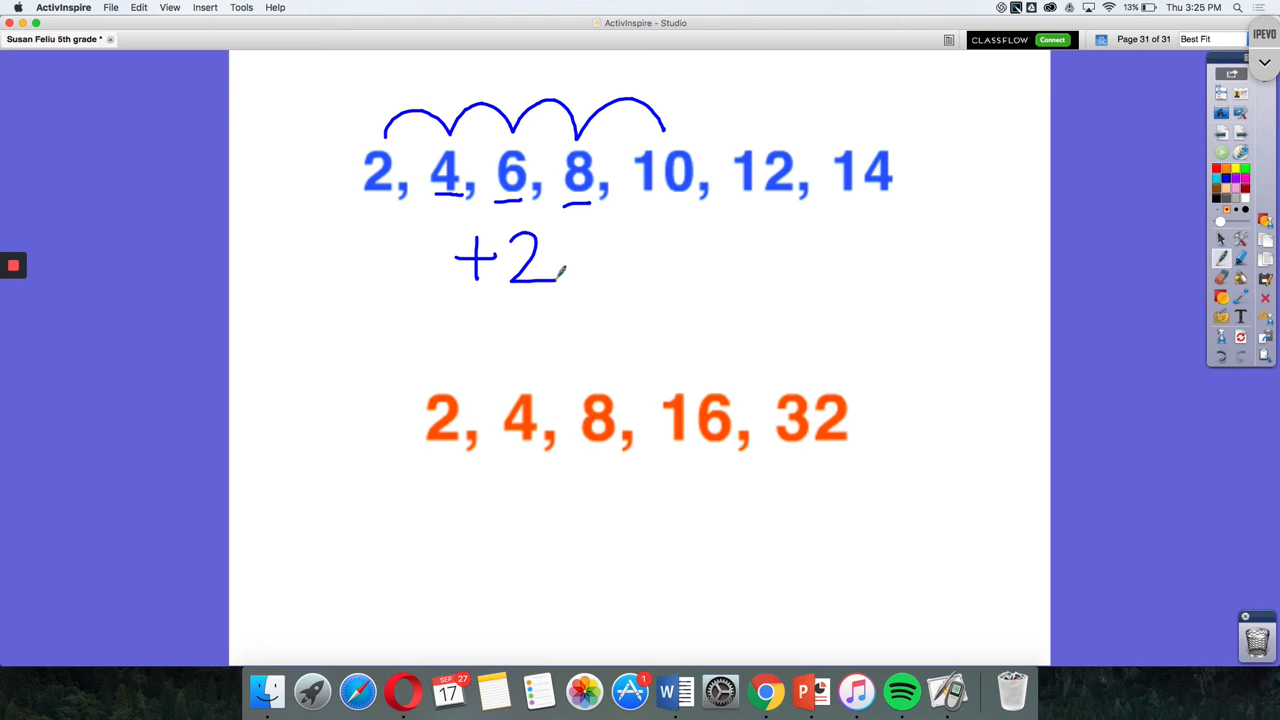 ActivInspire File Edit View Insert Tools Help 13% Thu 3:25 PM
ActivInspire - Studio
Susan Feliu 5th grade * CLASSFLOW Connect Page 31 of 31 Best Fit IPEVO
2, 4, 6, 8, 10, 12, 14
+2
2, 4, 8, 16, 32
SEP 27
17
1